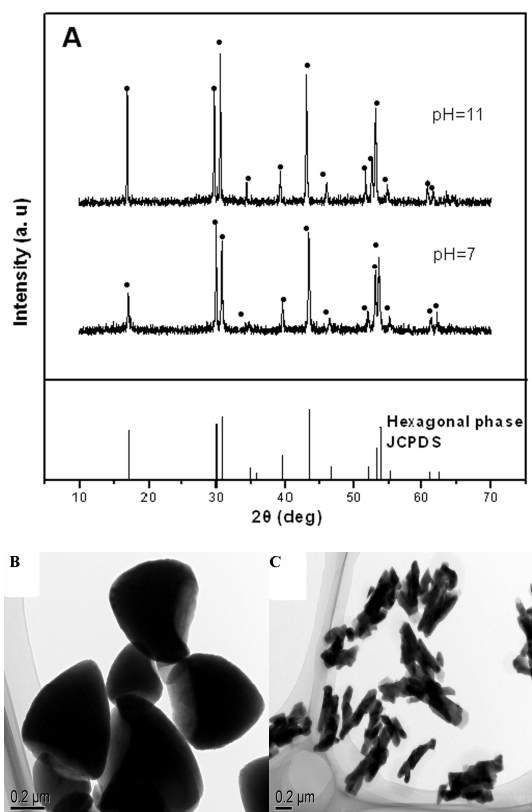 A
pH=11
pH=7
Intensity (a. u)
Hexagonal phase
JCPDS
10 20 30 40 50 60 70
2θ (deg)
B
C
0.2 µm
0.2 µm